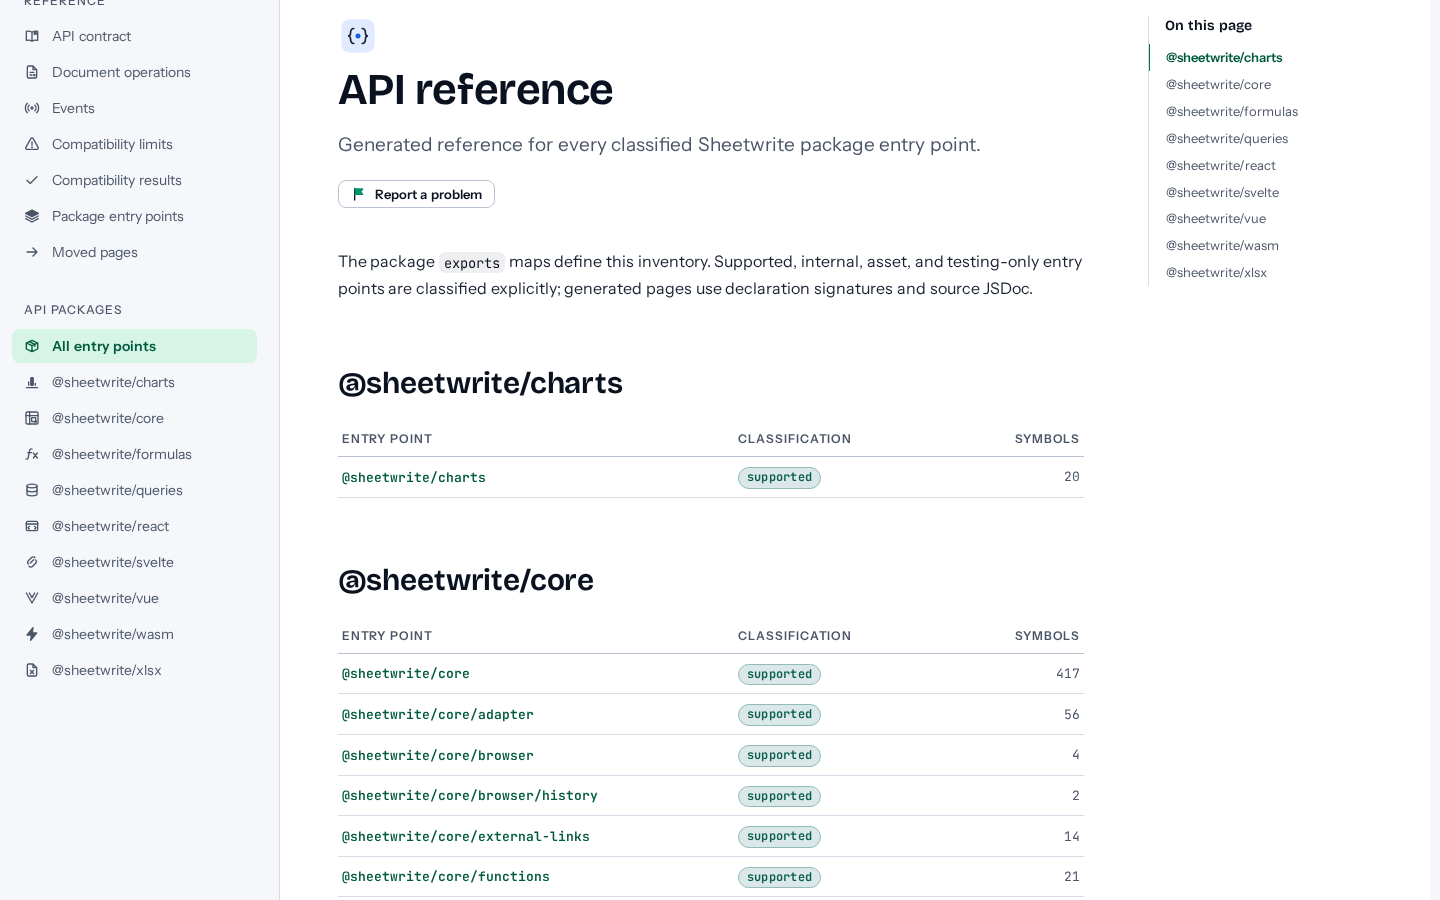 REFERENCE
API contract
Document operations
Events
Compatibility limits
Compatibility results
Package entry points
Moved pages
API PACKAGES
All entry points
@sheetwrite/charts
@sheetwrite/core
@sheetwrite/formulas
@sheetwrite/queries
@sheetwrite/react
@sheetwrite/svelte
@sheetwrite/vue
@sheetwrite/wasm
@sheetwrite/xlsx
API reference
Generated reference for every classified Sheetwrite package entry point.
Report a problem
The package exports maps define this inventory. Supported, internal, asset, and testing-only entry
points are classified explicitly; generated pages use declaration signatures and source JSDoc.
@sheetwrite/charts
ENTRY POINT CLASSIFICATION SYMBOLS
@sheetwrite/charts supported 20
@sheetwrite/core
ENTRY POINT CLASSIFICATION SYMBOLS
@sheetwrite/core supported 417
@sheetwrite/core/adapter supported 56
@sheetwrite/core/browser supported 4
@sheetwrite/core/browser/history supported 2
@sheetwrite/core/external-links supported 14
@sheetwrite/core/functions supported 21
On this page
@sheetwrite/charts
@sheetwrite/core
@sheetwrite/formulas
@sheetwrite/queries
@sheetwrite/react
@sheetwrite/svelte
@sheetwrite/vue
@sheetwrite/wasm
@sheetwrite/xlsx